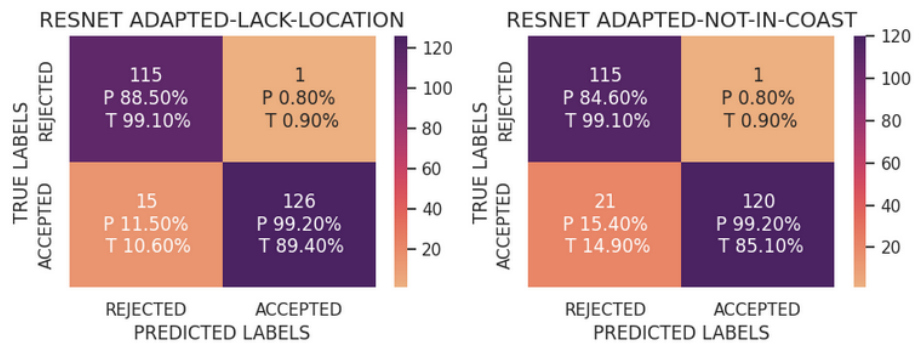 RESNET ADAPTED-LACK-LOCATION
TRUE LABELS
REJECTED
ACCEPTED
115
P 88.50%
T 99.10%
1
P 0.80%
T 0.90%
15
P 11.50%
T 10.60%
126
P 99.20%
T 89.40%
REJECTED
ACCEPTED
PREDICTED LABELS
120
100
80
60
40
20
RESNET ADAPTED-NOT-IN-COAST
TRUE LABELS
REJECTED
ACCEPTED
115
P 84.60%
T 99.10%
1
P 0.80%
T 0.90%
21
P 15.40%
T 14.90%
120
P 99.20%
T 85.10%
REJECTED
ACCEPTED
PREDICTED LABELS
120
100
80
60
40
20